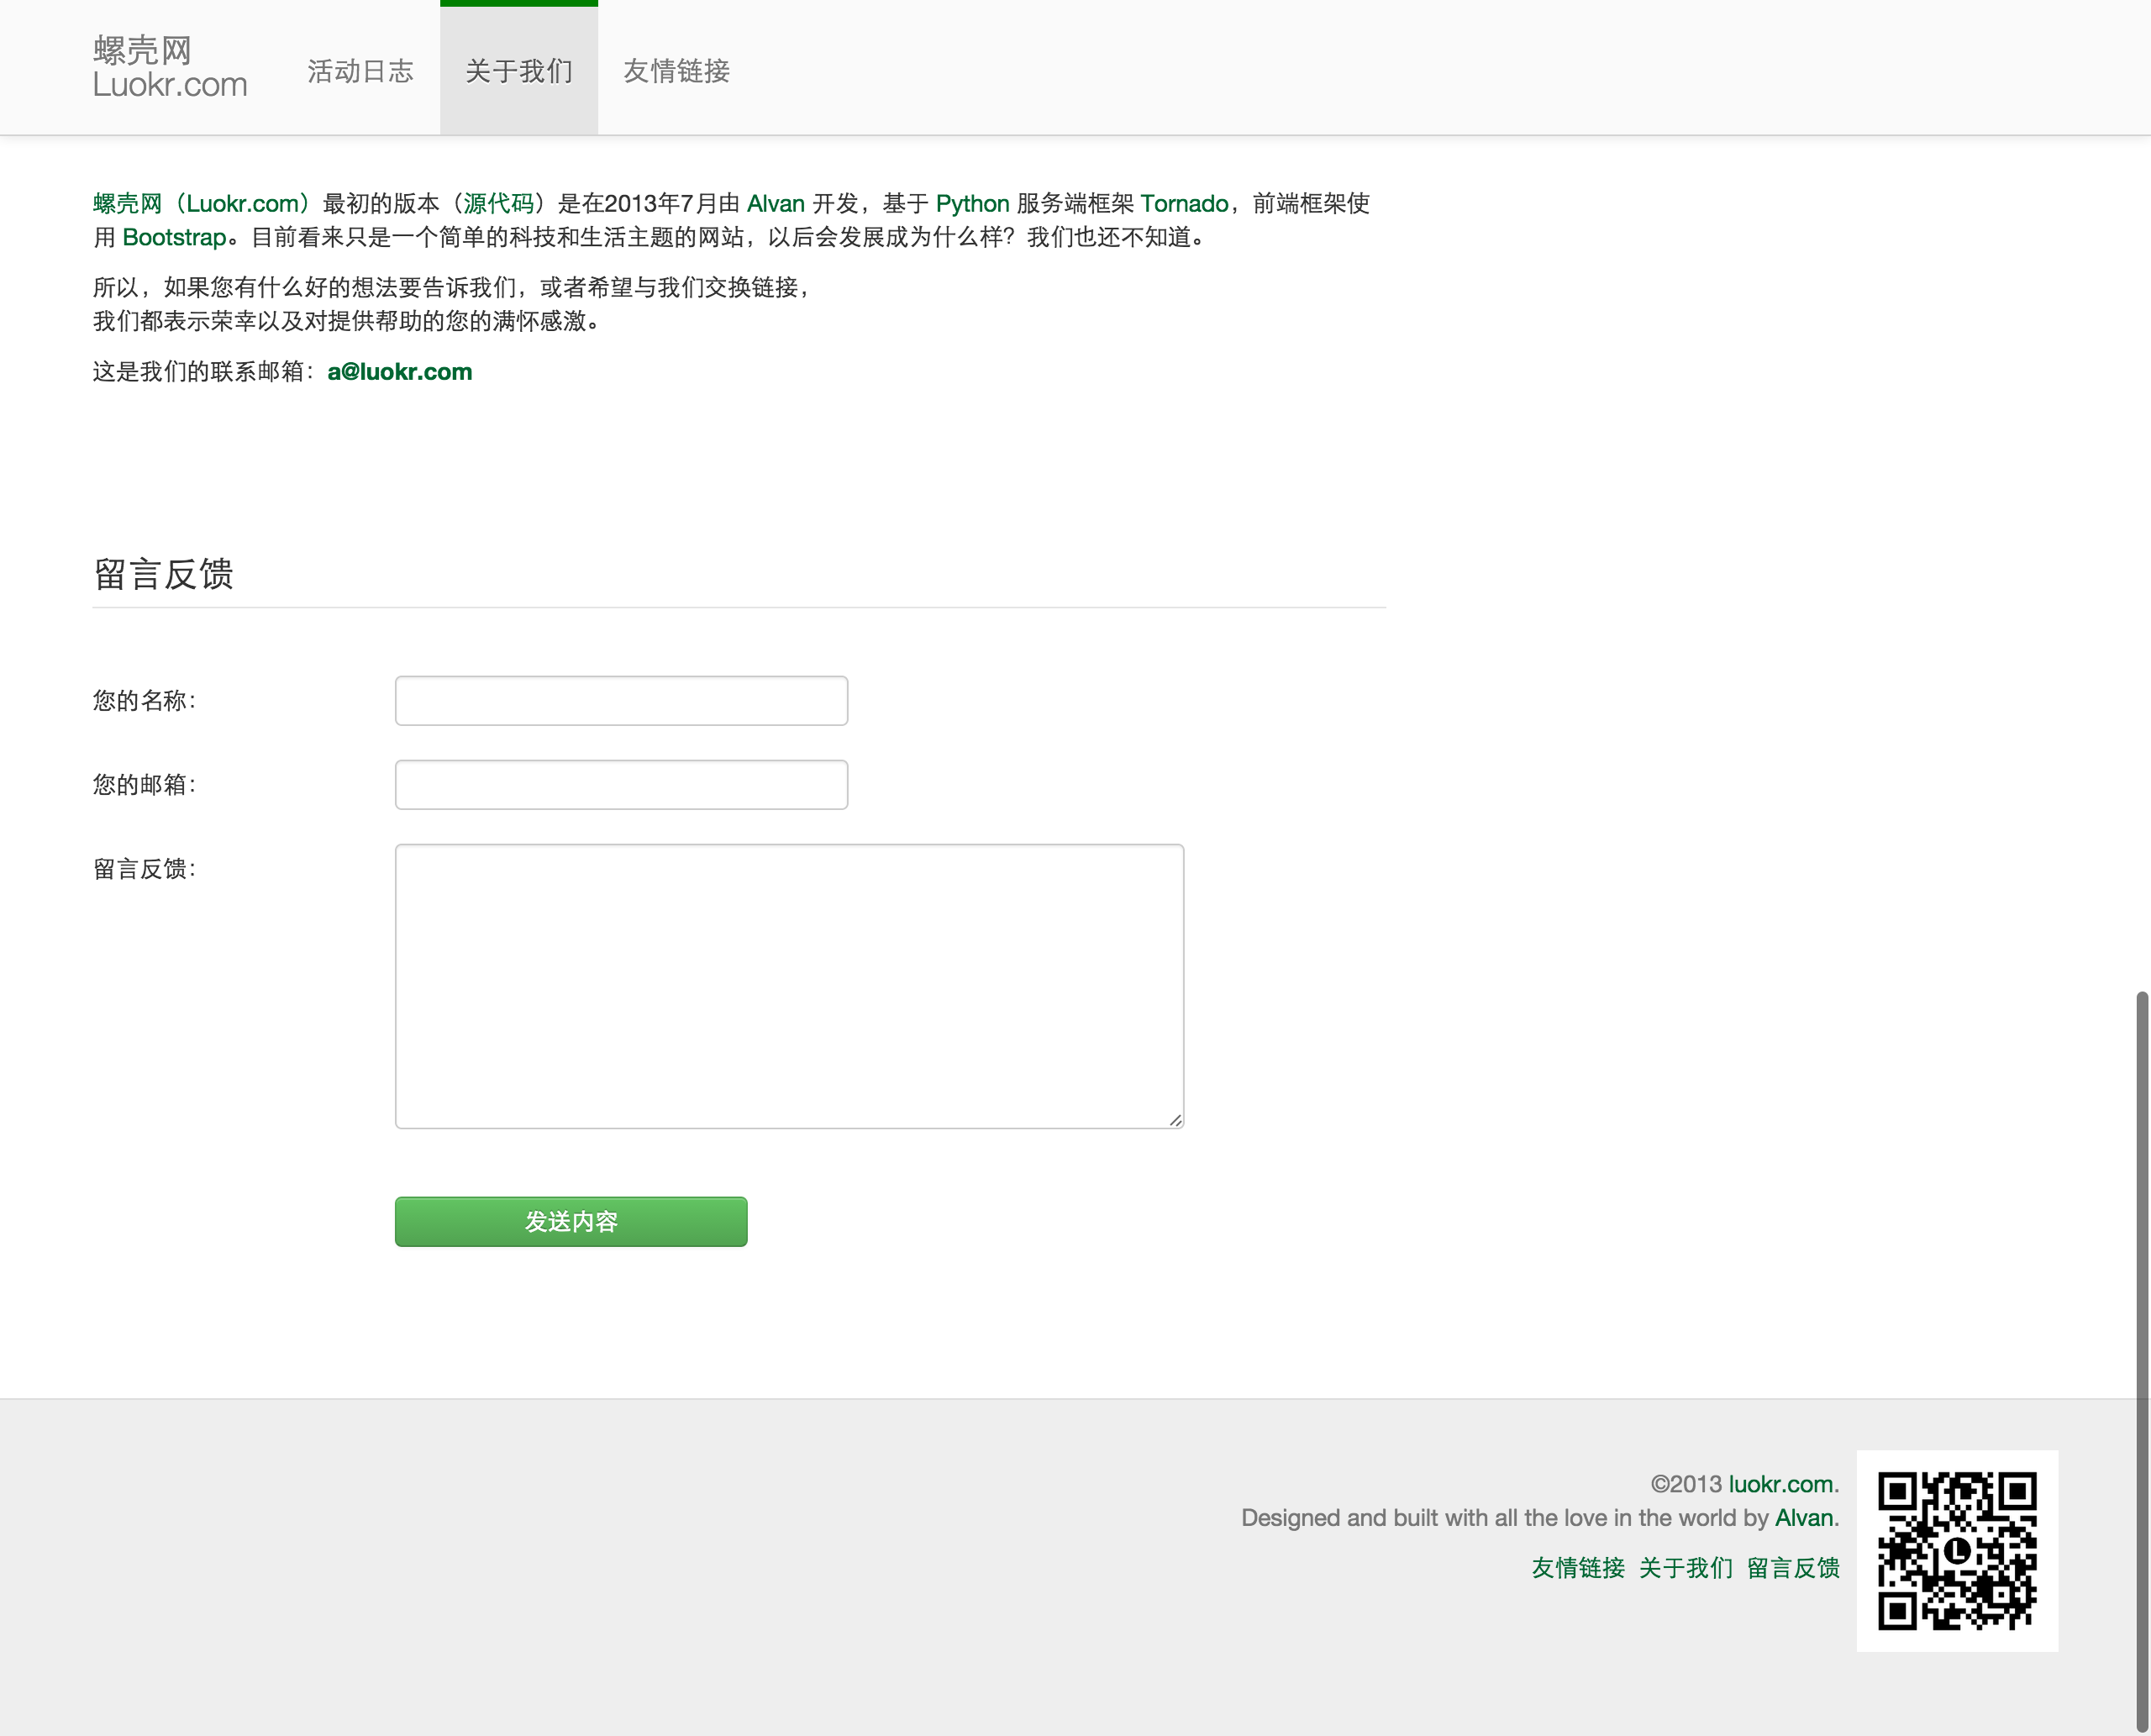 螺壳网
Luokr.com
活动日志
关于我们
友情链接
螺壳网（Luokr.com）最初的版本（源代码）是在2013年7月由 Alvan 开发，基于 Python 服务端框架 Tornado，前端框架使
用 Bootstrap。目前看来只是一个简单的科技和生活主题的网站，以后会发展成为什么样？我们也还不知道。
所以，如果您有什么好的想法要告诉我们，或者希望与我们交换链接，
我们都表示荣幸以及对提供帮助的您的满怀感激。
这是我们的联系邮箱：a@luokr.com
留言反馈
您的名称：
您的邮箱：
留言反馈：
发送内容
©2013 luokr.com.
Designed and built with all the love in the world by Alvan.
友情链接 关于我们 留言反馈
L